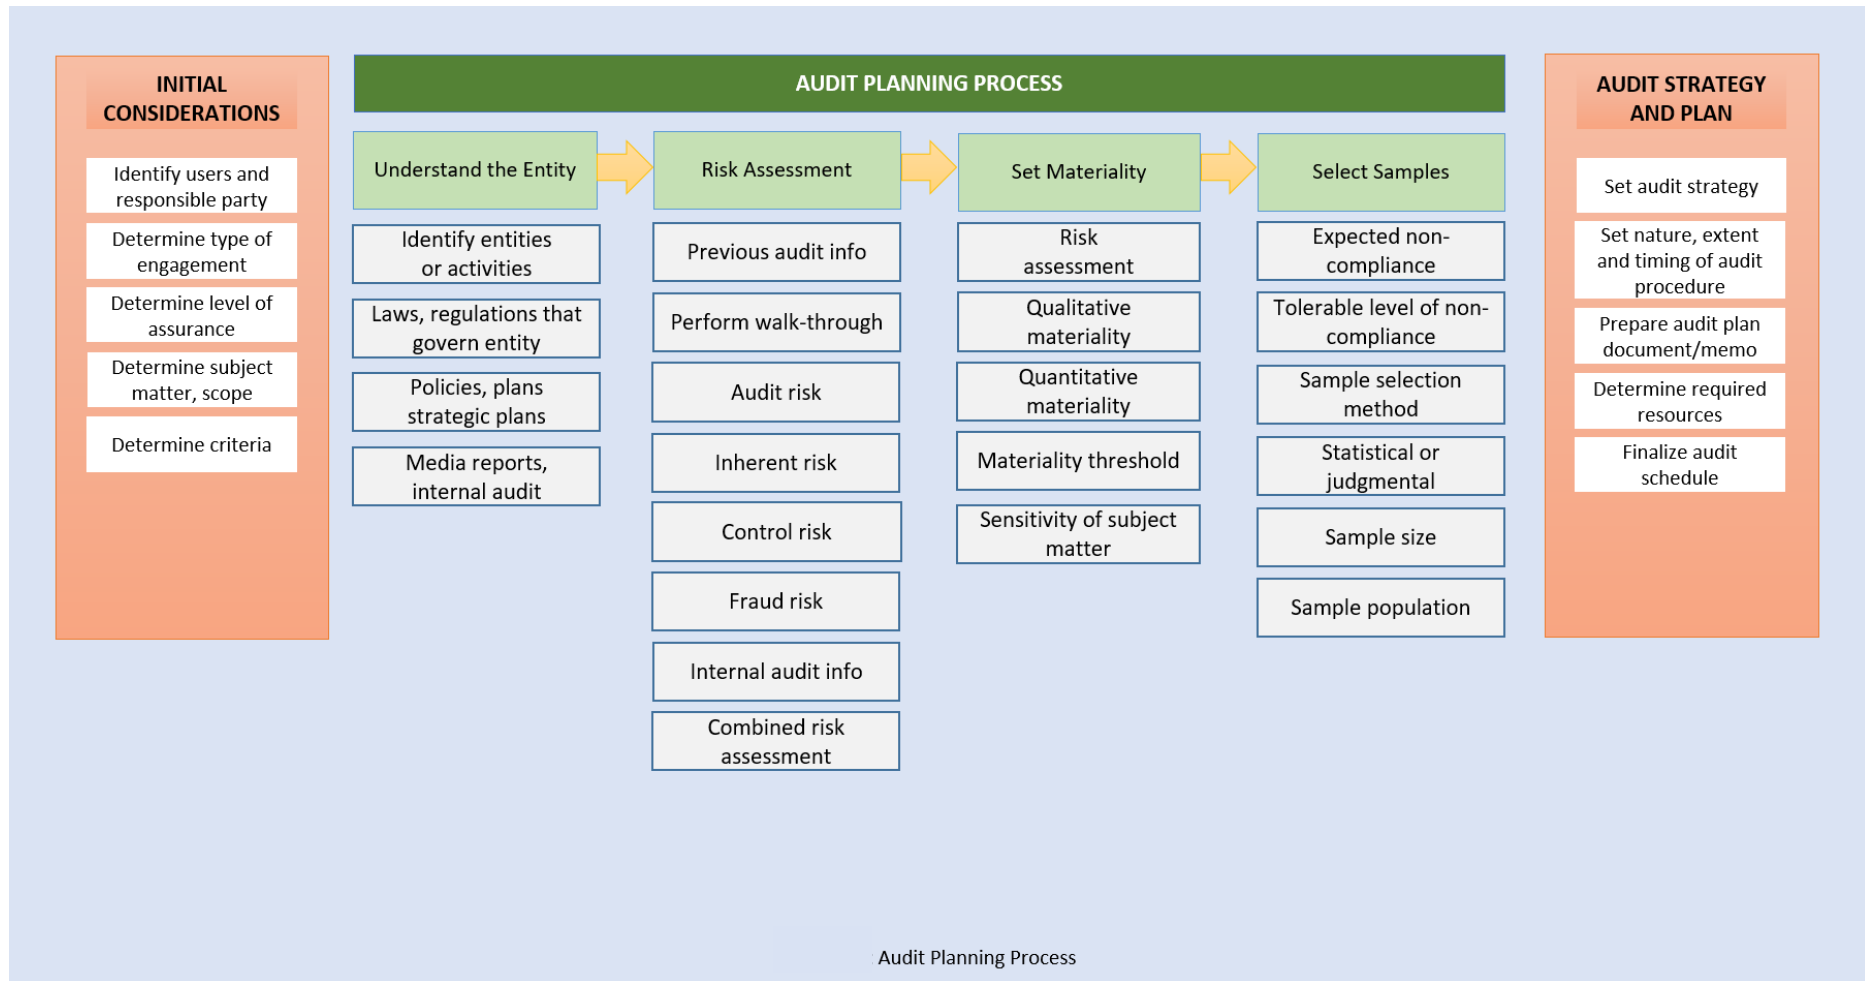 INITIAL
CONSIDERATIONS
Identify users and
responsible party
Determine type of
engagement
Determine level of
assurance
Determine subject
matter, scope
Determine criteria
AUDIT PLANNING PROCESS
Understand the Entity
Identify entities
or activities
Laws, regulations that
govern entity
Policies, plans
strategic plans
Media reports,
internal audit
Risk Assessment
Previous audit info
Perform walk-through
Audit risk
Inherent risk
Control risk
Fraud risk
Internal audit info
Combined risk
assessment
Set Materiality
Risk
assessment
Qualitative
materiality
Quantitative
materiality
Materiality threshold
Sensitivity of subject
matter
Select Samples
Expected non-
compliance
Tolerable level of non-
compliance
Sample selection
method
Statistical or
judgmental
Sample size
Sample population
AUDIT STRATEGY
AND PLAN
Set audit strategy
Set nature, extent
and timing of audit
procedure
Prepare audit plan
document/memo
Determine required
resources
Finalize audit
schedule
Audit Planning Process